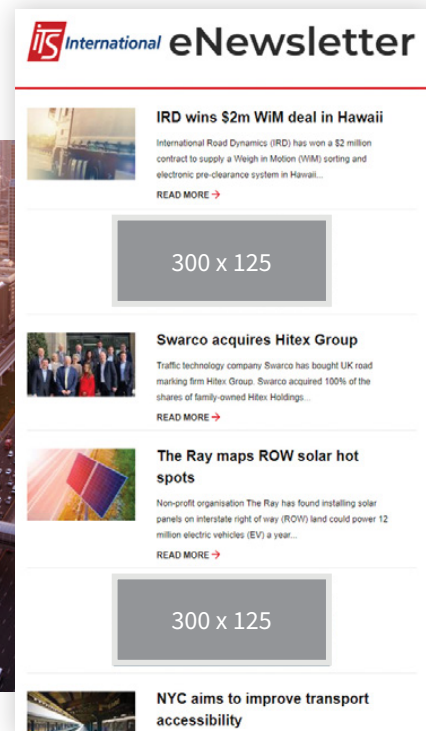 iTS International eNewsletter
IRD wins $2m WiM deal in Hawaii
International Road Dynamics (IRD) has won a $2 million
contract to supply a Weigh in Motion (WiM) sorting and
electronic pre-clearance system in Hawaii...
READ MORE →
300 x 125
Swarco acquires Hitex Group
Traffic technology company Swarco has bought UK road
marking firm Hitex Group. Swarco acquired 100% of the
shares of family-owned Hitex Holdings...
READ MORE →
The Ray maps ROW solar hot
spots
Non-profit organisation The Ray has found installing solar
panels on interstate right of way (ROW) land could power 12
million electric vehicles (EV) a year...
READ MORE →
300 x 125
NYC aims to improve transport
accessibility